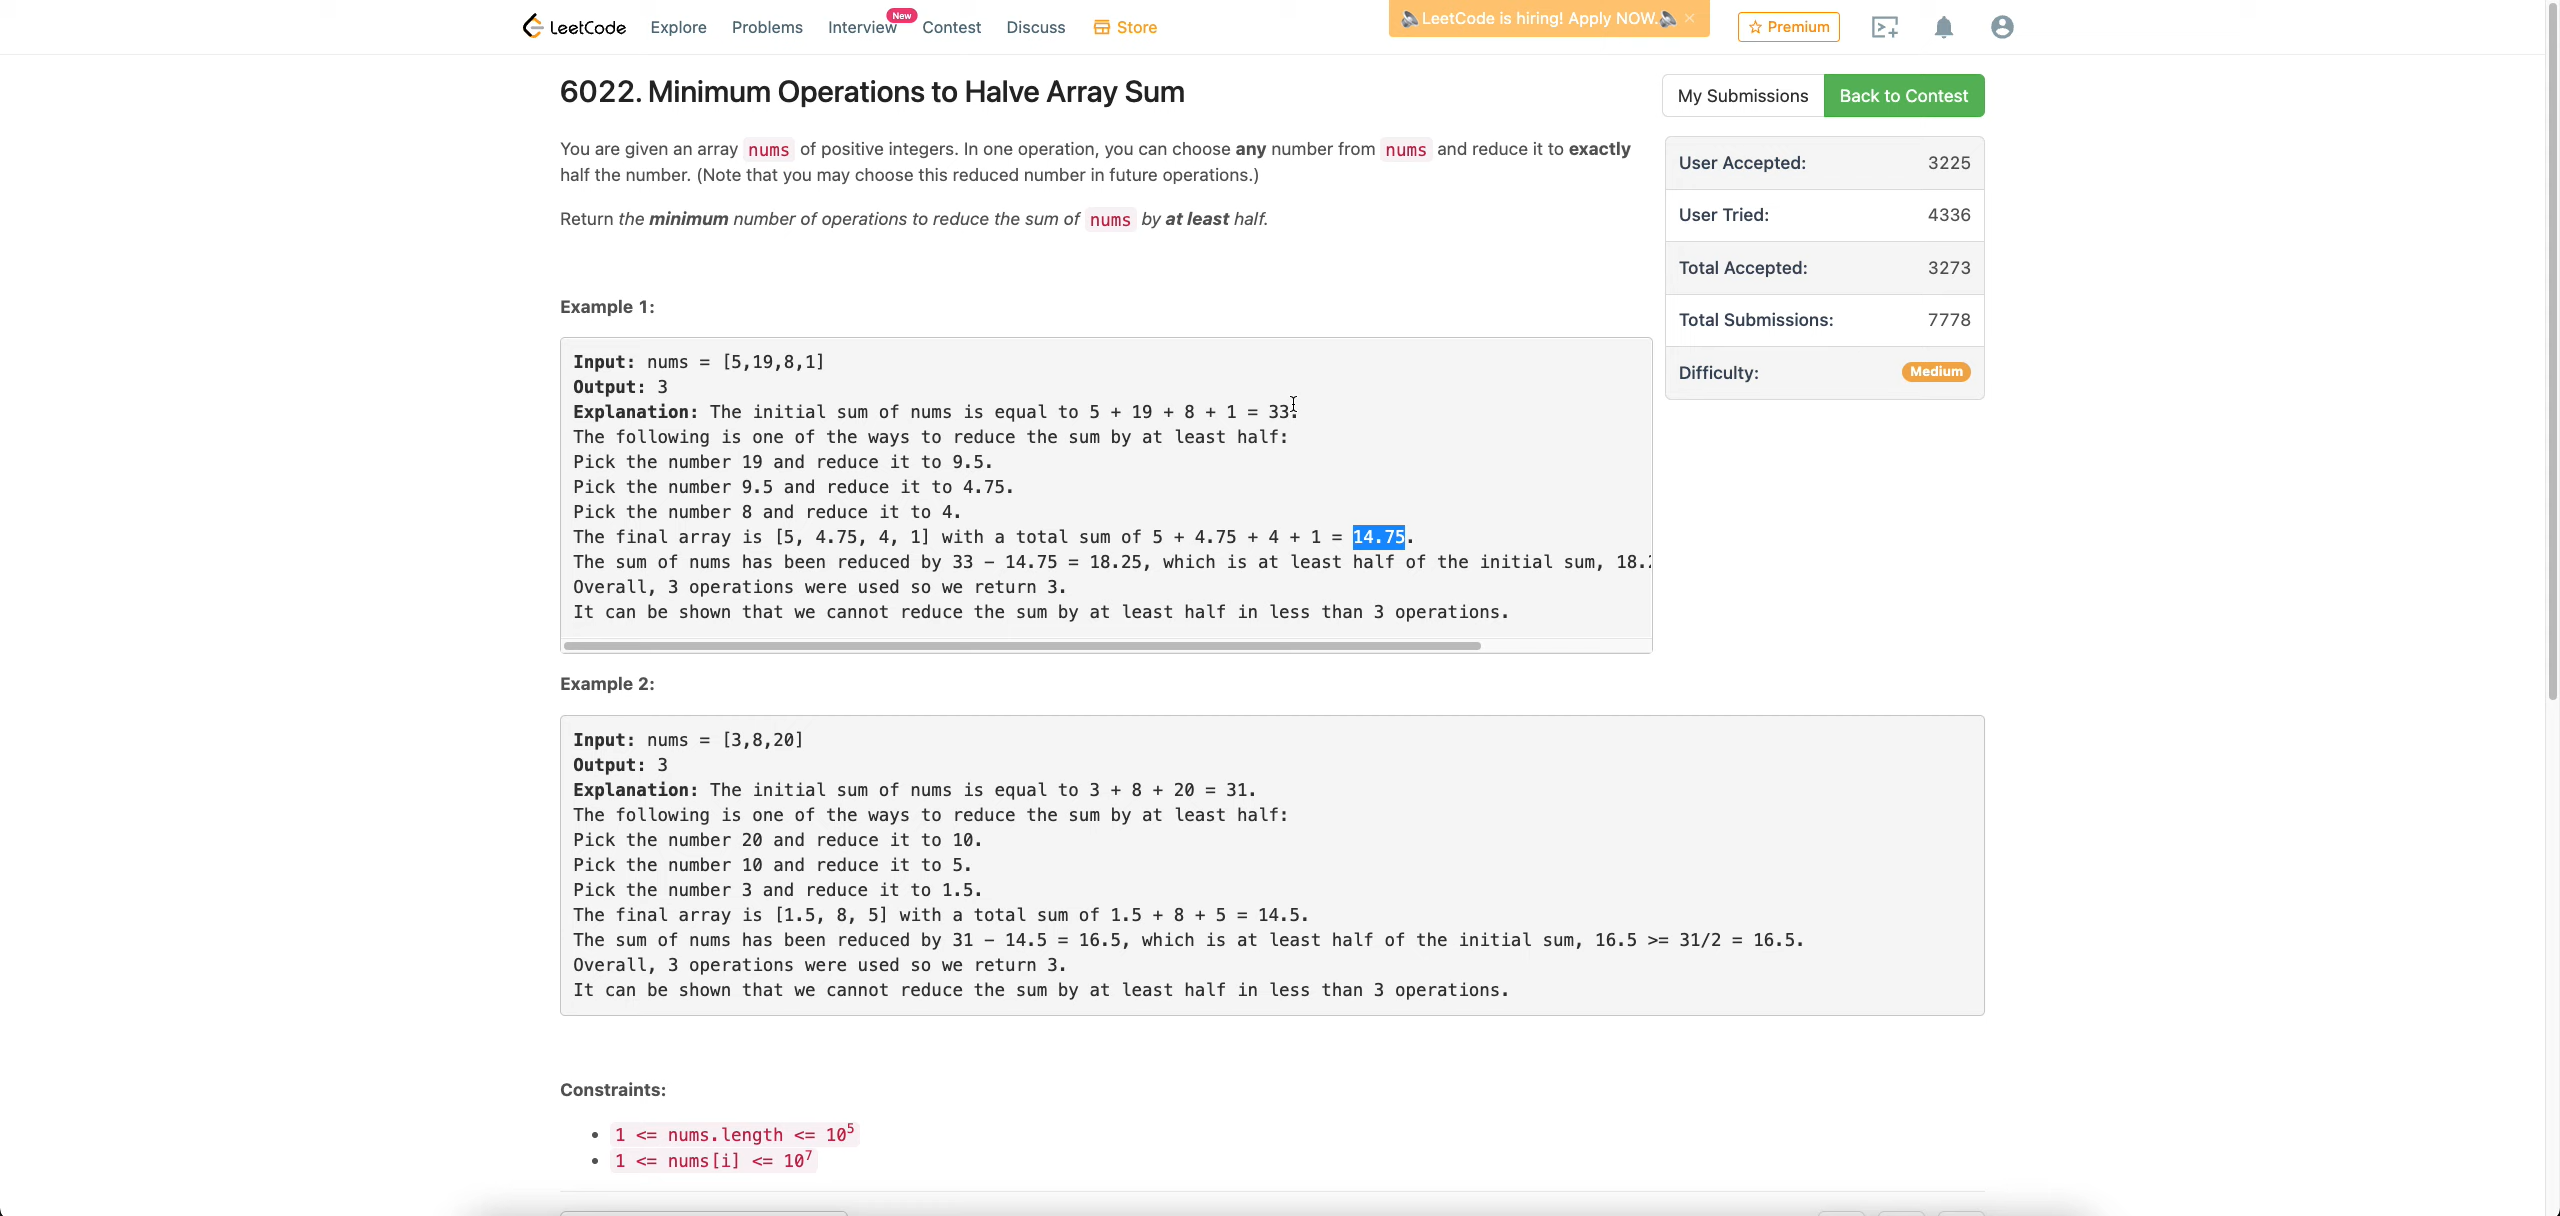 LeetCode Explore Problems Interview New Contest Discuss Store LeetCode is hiring! Apply NOW. × Premium
6022. Minimum Operations to Halve Array Sum
My Submissions Back to Contest
You are given an array nums of positive integers. In one operation, you can choose any number from nums and reduce it to exactly
half the number. (Note that you may choose this reduced number in future operations.)
Return the minimum number of operations to reduce the sum of nums by at least half.
User Accepted: 3225
User Tried: 4336
Total Accepted: 3273
Total Submissions: 7778
Difficulty: Medium
Example 1:
Input: nums = [5,19,8,1]
Output: 3
Explanation: The initial sum of nums is equal to 5 + 19 + 8 + 1 = 33.
The following is one of the ways to reduce the sum by at least half:
Pick the number 19 and reduce it to 9.5.
Pick the number 9.5 and reduce it to 4.75.
Pick the number 8 and reduce it to 4.
The final array is [5, 4.75, 4, 1] with a total sum of 5 + 4.75 + 4 + 1 = 14.75.
The sum of nums has been reduced by 33 - 14.75 = 18.25, which is at least half of the initial sum,
Overall, 3 operations were used so we return 3.
It can be shown that we cannot reduce the sum by at least half in less than 3 operations.
Example 2:
Input: nums = [3,8,20]
Output: 3
Explanation: The initial sum of nums is equal to 3 + 8 + 20 = 31.
The following is one of the ways to reduce the sum by at least half:
Pick the number 20 and reduce it to 10.
Pick the number 10 and reduce it to 5.
Pick the number 3 and reduce it to 1.5.
The final array is [1.5, 8, 5] with a total sum of 1.5 + 8 + 5 = 14.5.
The sum of nums has been reduced by 31 - 14.5 = 16.5, which is at least half of the initial sum, 16.5 >= 31/2 = 16.5.
Overall, 3 operations were used so we return 3.
It can be shown that we cannot reduce the sum by at least half in less than 3 operations.
Constraints:
• 1 <= nums.length <= 10⁵
• 1 <= nums[i] <= 10⁷